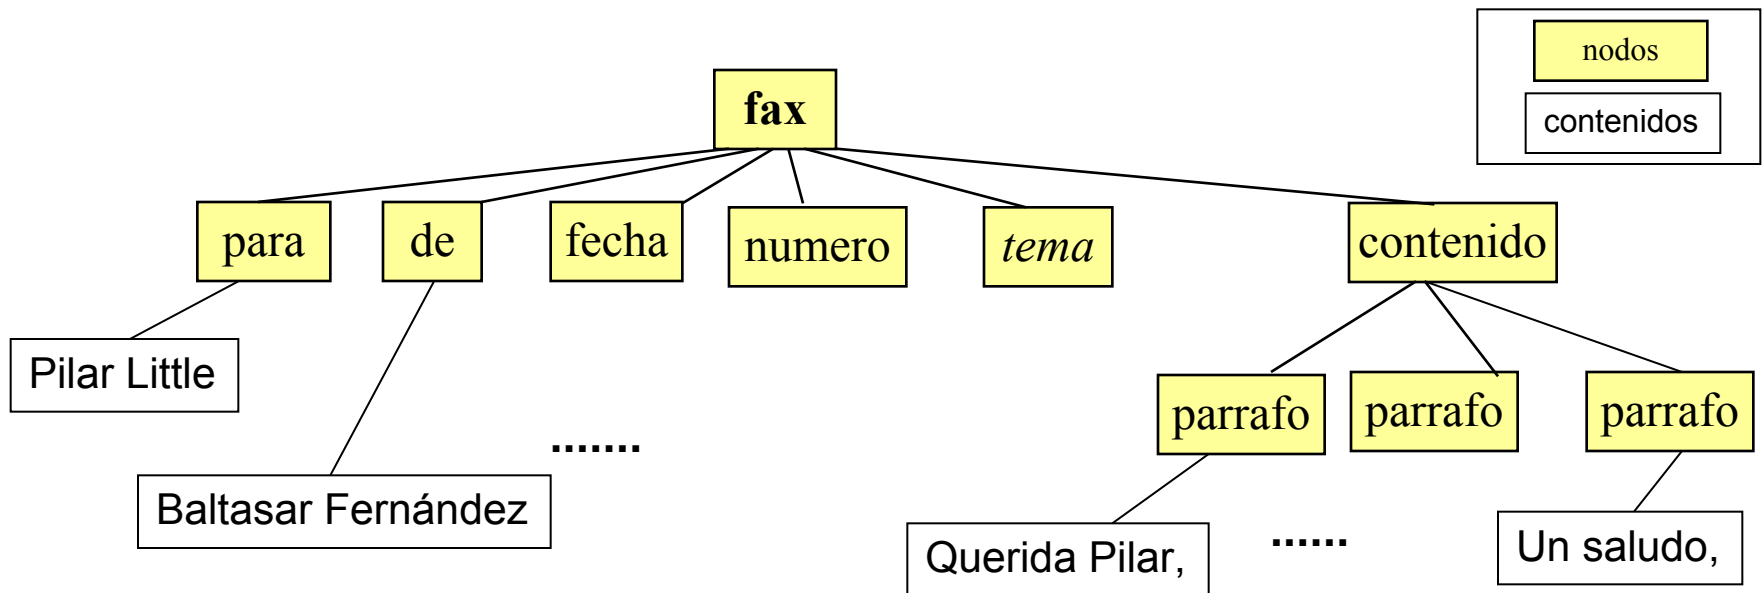 nodos
contenidos
fax
para
de
fecha
numero
tema
contenido
Pilar Little
parrafo
parrafo
parrafo
.......
Baltasar Fernández
Querida Pilar,
......
Un saludo,